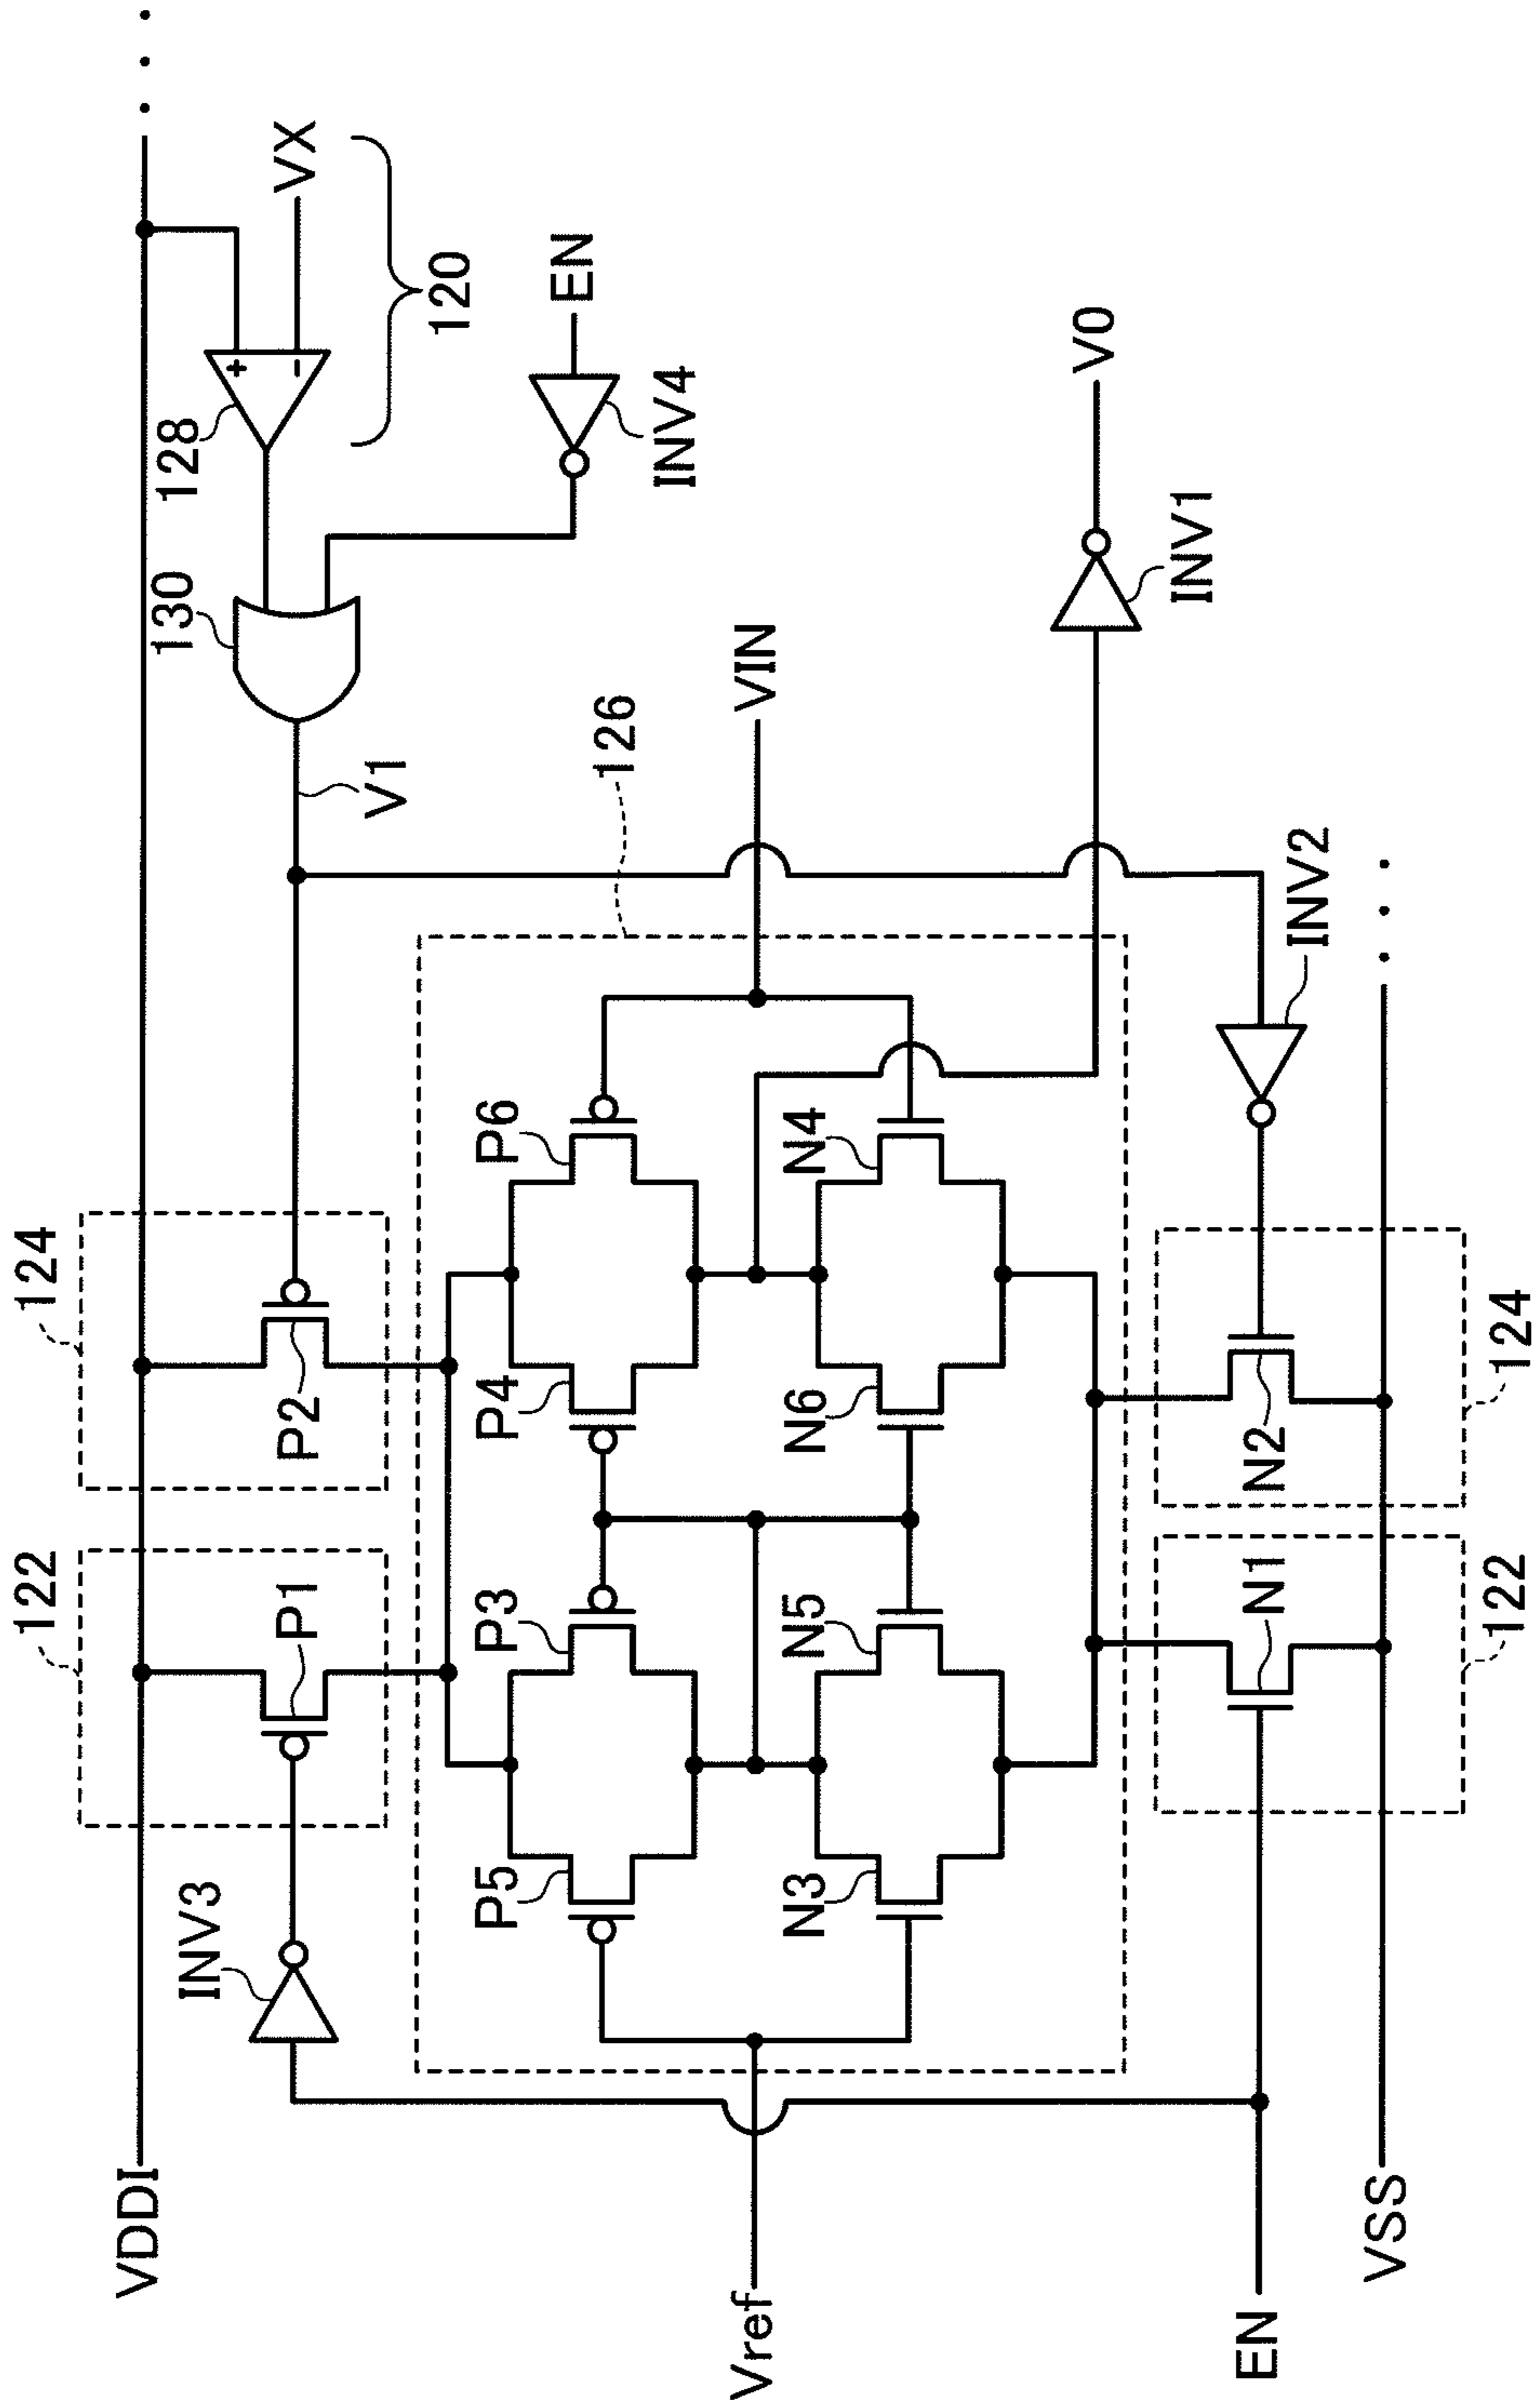 VDDI
INV3
122
P1
124
P2
V1
130
128
VX
120
EN
INV4
126
P5
P3
P4
P6
VIN
Vref
N3
N5
N6
N4
V0
INV1
INV2
EN
N1
122
N2
124
VSS
+
-